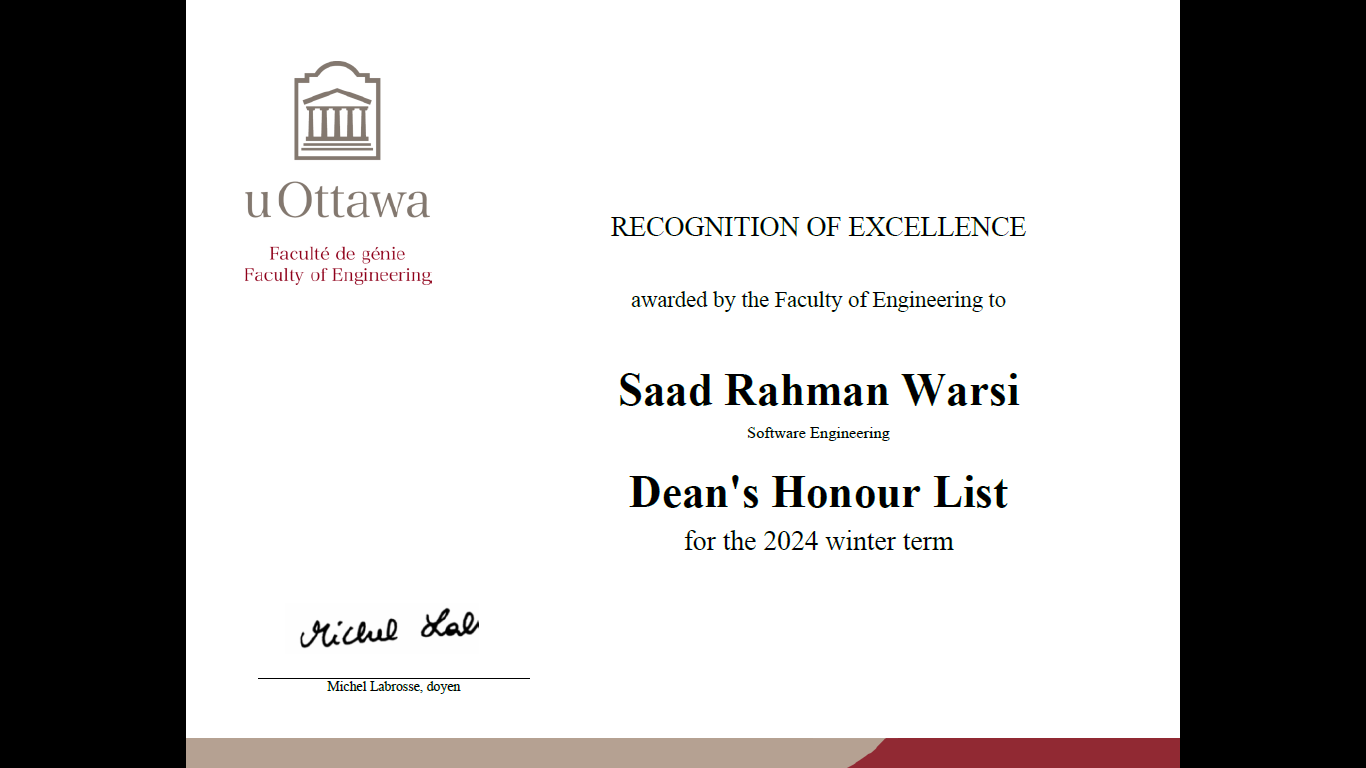 uOttawa
Faculté de génie
Faculty of Engineering
RECOGNITION OF EXCELLENCE
awarded by the Faculty of Engineering to
Saad Rahman Warsi
Software Engineering
Dean's Honour List
for the 2024 winter term
Michel Lab
Michel Labrosse, doyen